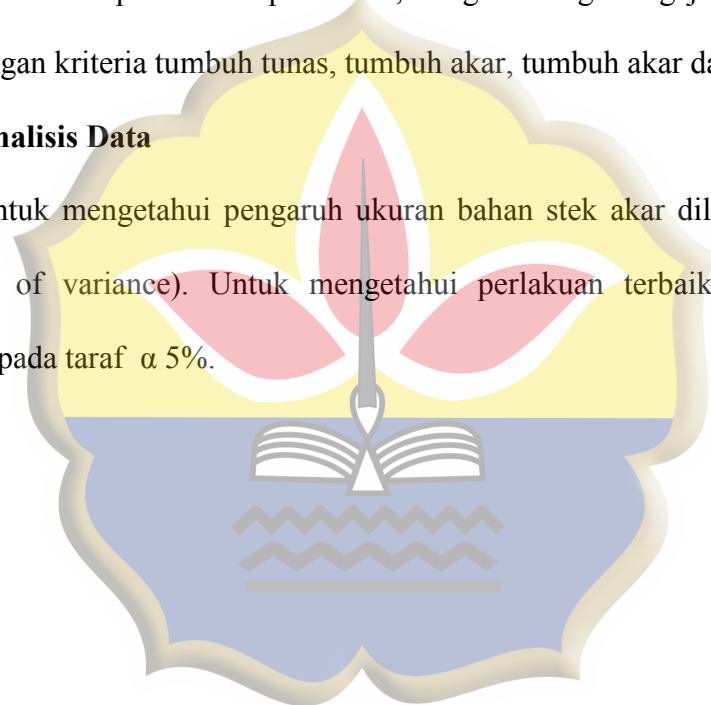 gan kriteria tumbuh tunas, tumbuh akar, tumbuh akar da
nalisis Data
ntuk mengetahui pengaruh ukuran bahan stek akar dil
of variance). Untuk mengetahui perlakuan terbaik
pada taraf α 5%.